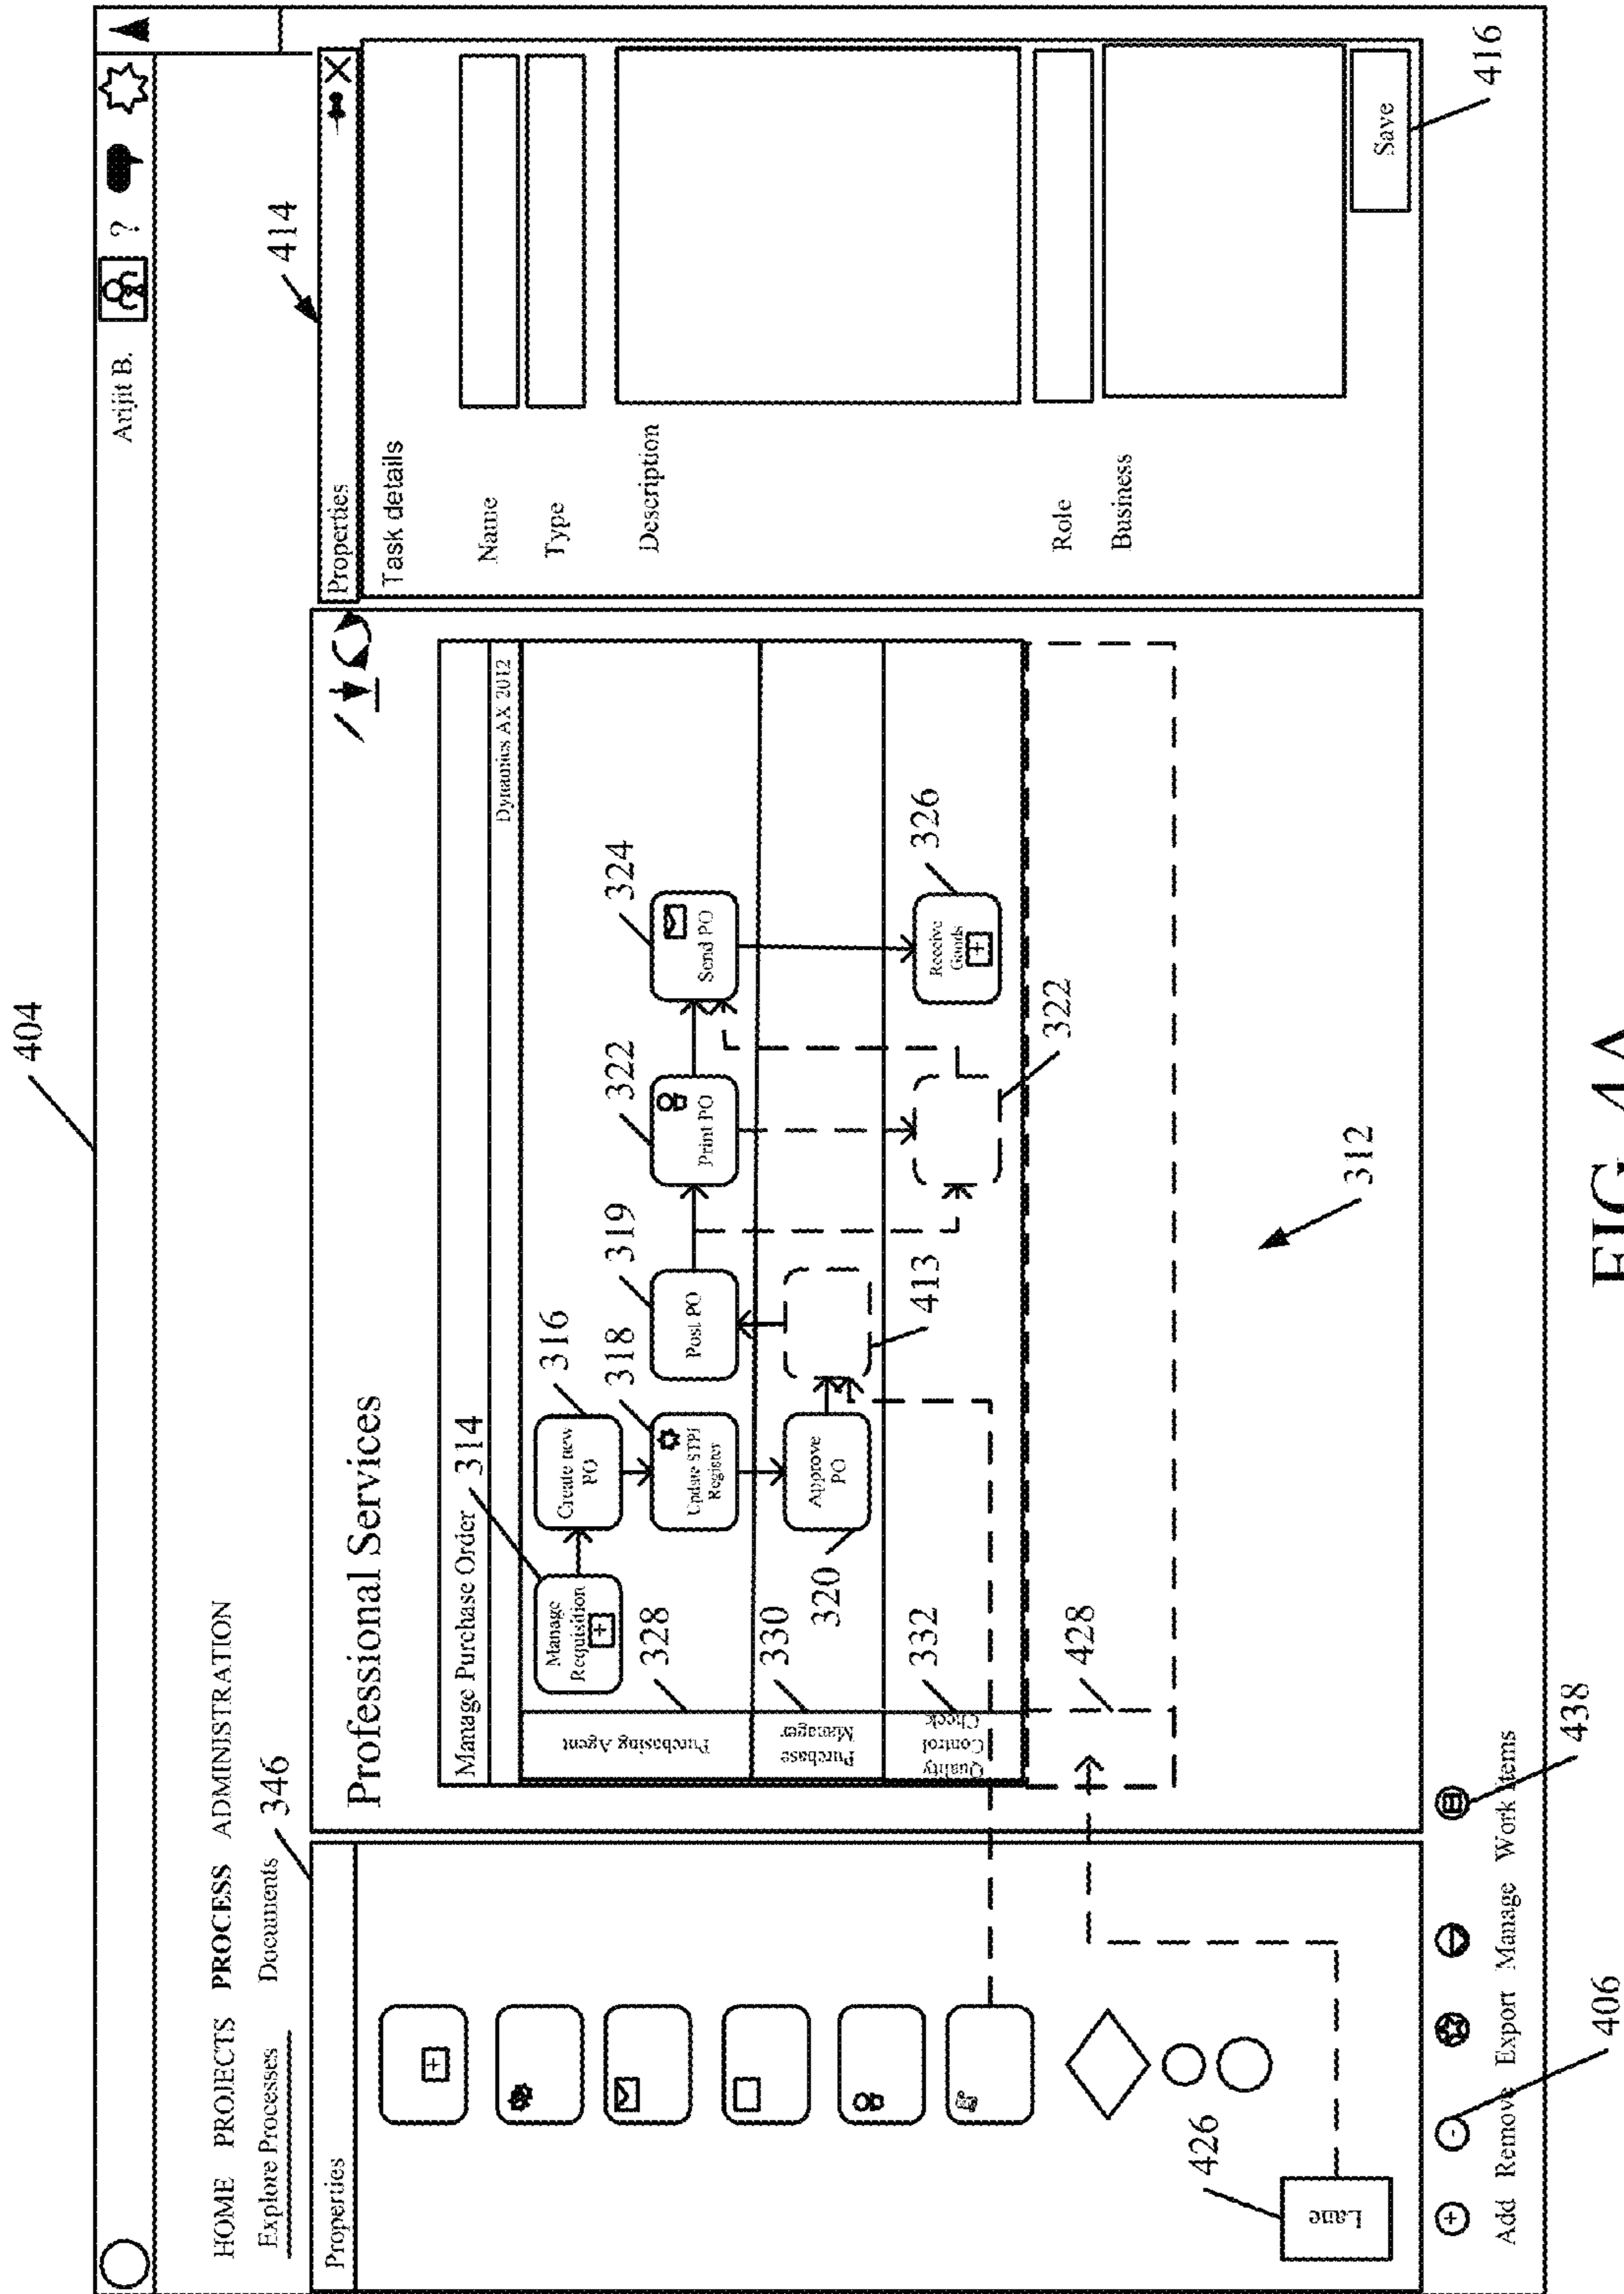 404
Arijit B. ?
HOME PROJECTS PROCESS ADMINISTRATION
Explore Processes Documents
346
414
Properties
Professional Services
Properties
Task details
Name
Type
Description
Role
Business
Save
416
Manage Purchase Order
314
Dynamics AX 2012
Purchasing Agent
328
Manage
Requisition
+
316
Create new
PO
318
Update STPI
Register
319
Post PO
322
Print PO
324
Send PO
Purchase
Manager
330
320
Approve
PO
413
Quality
Control
Check
332
322
326
Receive
Goods
+
428
312
+
426
Lane
+ -
Add Remove Export Manage Work Items
406
438
FIG 4A